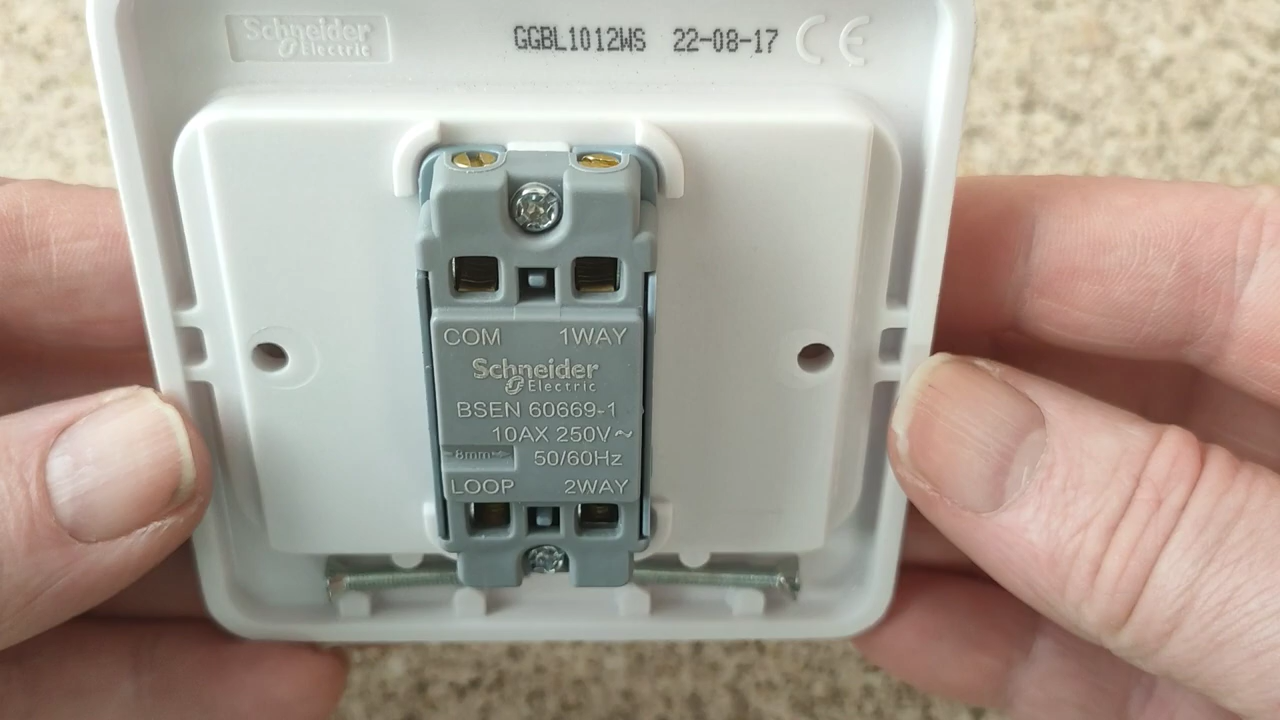 Schneider
Electric
GGBL1012WS 22-08-17 CE
COM 1WAY
Schneider
Electric
BSEN 60669-1
10AX 250V~
8mm 50/60Hz
LOOP 2WAY